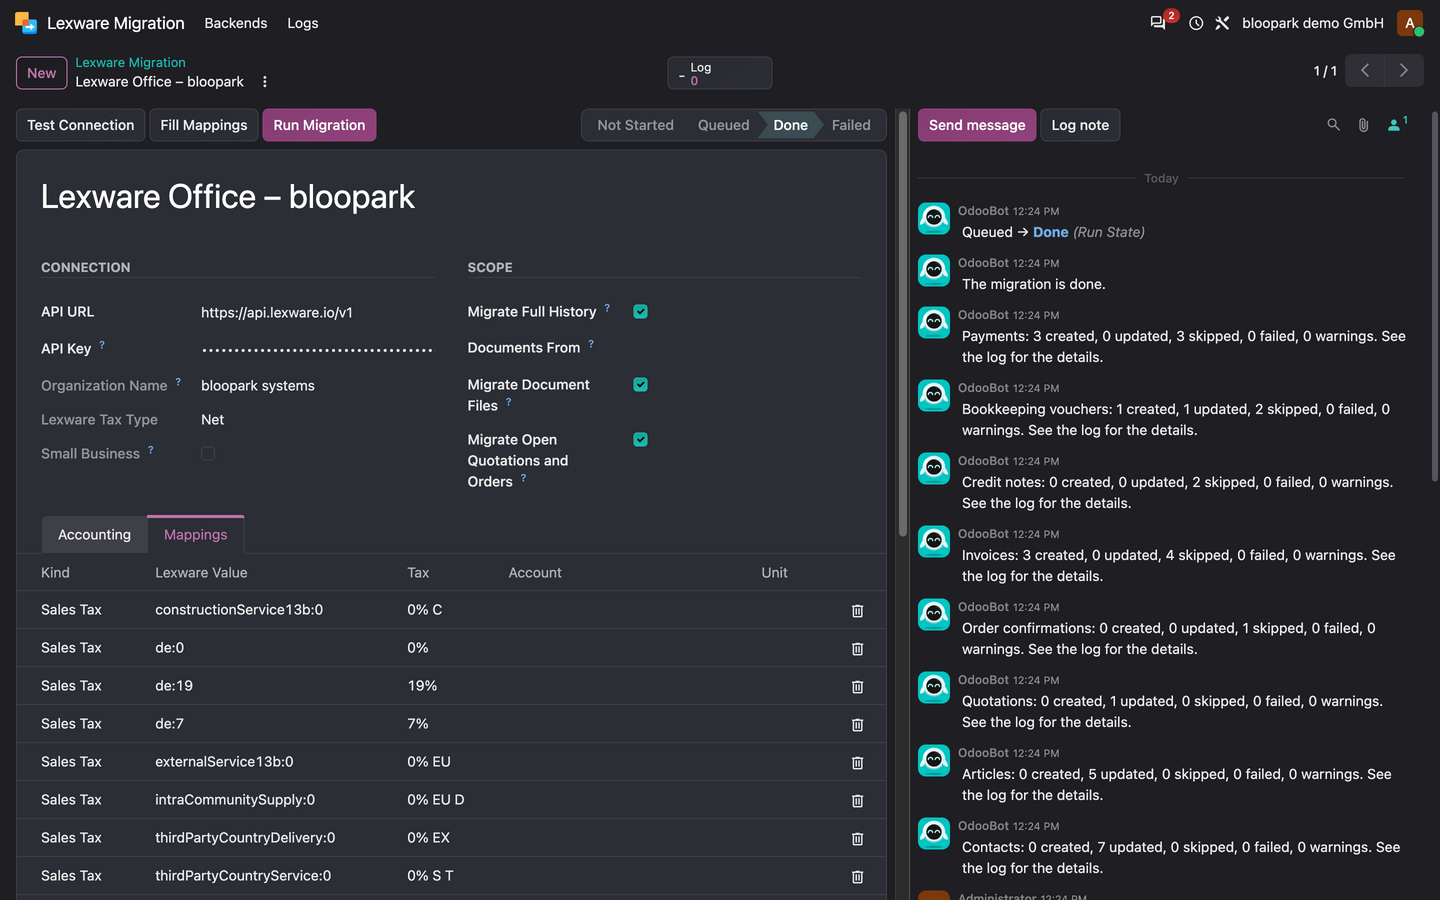 Lexware Migration Backends Logs
2
bloopark demo GmbH A
New
Lexware Migration
Lexware Office – bloopark
Log
0
1 / 1
Test Connection Fill Mappings Run Migration
Not Started Queued Done Failed
Send message Log note
1
Lexware Office – bloopark
CONNECTION
API URL https://api.lexware.io/v1
API Key ?
Organization Name ? bloopark systems
Lexware Tax Type Net
Small Business ?
SCOPE
Migrate Full History ?
Documents From ?
Migrate Document
Files ?
Migrate Open
Quotations and
Orders ?
Accounting Mappings
Kind Lexware Value Tax Account Unit
Sales Tax constructionService13b:0 0% C
Sales Tax de:0 0%
Sales Tax de:19 19%
Sales Tax de:7 7%
Sales Tax externalService13b:0 0% EU
Sales Tax intraCommunitySupply:0 0% EU D
Sales Tax thirdPartyCountryDelivery:0 0% EX
Sales Tax thirdPartyCountryService:0 0% S T
Today
OdooBot 12:24 PM
Queued → Done (Run State)
OdooBot 12:24 PM
The migration is done.
OdooBot 12:24 PM
Payments: 3 created, 0 updated, 3 skipped, 0 failed, 0 warnings. See
the log for the details.
OdooBot 12:24 PM
Bookkeeping vouchers: 1 created, 1 updated, 2 skipped, 0 failed, 0
warnings. See the log for the details.
OdooBot 12:24 PM
Credit notes: 0 created, 0 updated, 2 skipped, 0 failed, 0 warnings.
See the log for the details.
OdooBot 12:24 PM
Invoices: 3 created, 0 updated, 4 skipped, 0 failed, 0 warnings. See
the log for the details.
OdooBot 12:24 PM
Order confirmations: 0 created, 0 updated, 1 skipped, 0 failed, 0
warnings. See the log for the details.
OdooBot 12:24 PM
Quotations: 0 created, 1 updated, 0 skipped, 0 failed, 0 warnings.
See the log for the details.
OdooBot 12:24 PM
Articles: 0 created, 5 updated, 0 skipped, 0 failed, 0 warnings. See
the log for the details.
OdooBot 12:24 PM
Contacts: 0 created, 7 updated, 0 skipped, 0 failed, 0 warnings. See
the log for the details.
Administrator 12:24 PM